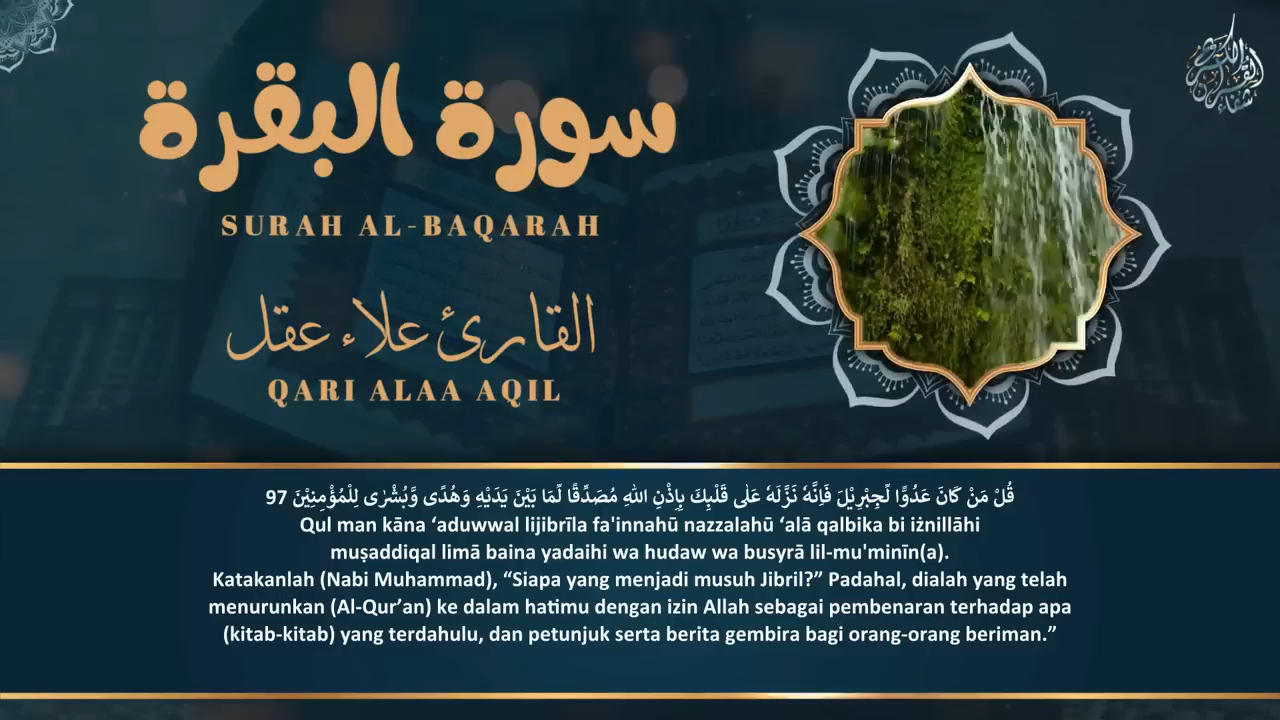 سورة البقرة
SURAH AL-BAQARAH
القارئ علاء عقل
QARI ALAA AQIL
قُلْ مَنْ كَانَ عَدُوًّا لِّجِبْرِيْلَ فَاِنَّهٗ نَزَّلَهٗ عَلٰى قَلْبِكَ بِاِذْنِ اللّٰهِ مُصَدِّقًا لِّمَا بَيْنَ يَدَيْهِ وَهُدًى وَّبُشْرٰى لِلْمُؤْمِنِيْنَ 97
Qul man kāna ‘aduwwal lijibrīla fa'innahū nazzalahū ‘alā qalbika bi iżnillāhi
muṣaddiqal limā baina yadaihi wa hudaw wa busyrā lil-mu'minīn(a).
Katakanlah (Nabi Muhammad), “Siapa yang menjadi musuh Jibril?” Padahal, dialah yang telah
menurunkan (Al-Qur’an) ke dalam hatimu dengan izin Allah sebagai pembenaran terhadap apa
(kitab-kitab) yang terdahulu, dan petunjuk serta berita gembira bagi orang-orang beriman.”